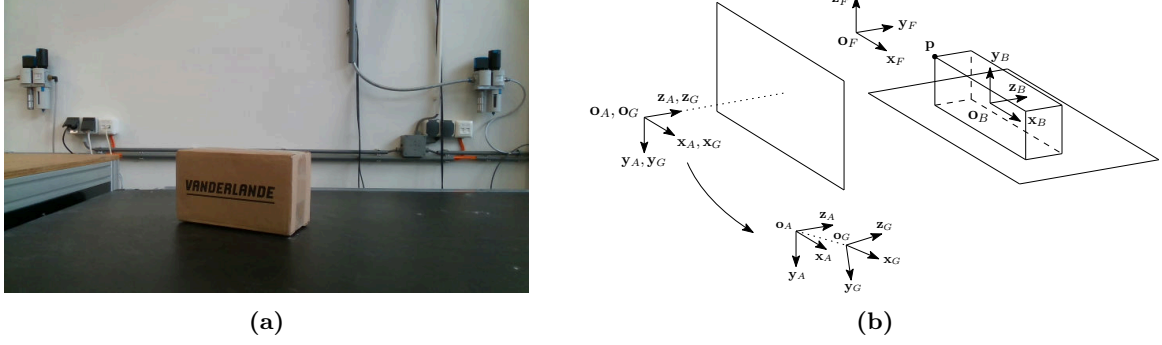 VANDERLANDE
z_F
y_F
o_F
x_F
p
y_B
z_B
o_B
x_B
z_A, z_G
o_A, o_G
x_A, x_G
y_A, y_G
o_A
z_A
x_A
y_A
o_G
z_G
x_G
y_G
(a)
(b)